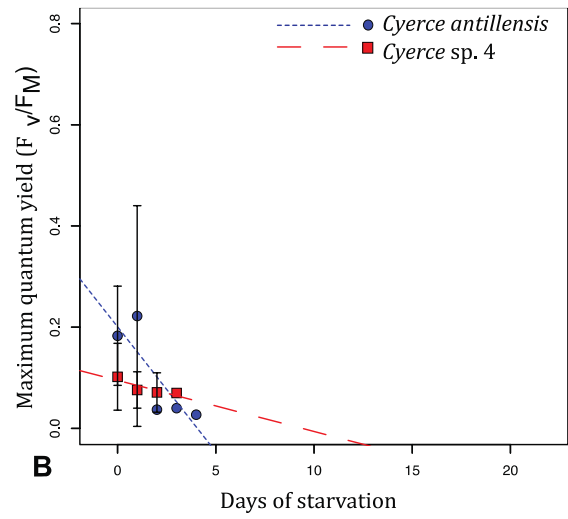 Cyerce antillensis
Cyerce sp. 4
Maximum quantum yield (F v/FM)
0.8
0.6
0.4
0.2
0.0
0 5 10 15 20
B
Days of starvation